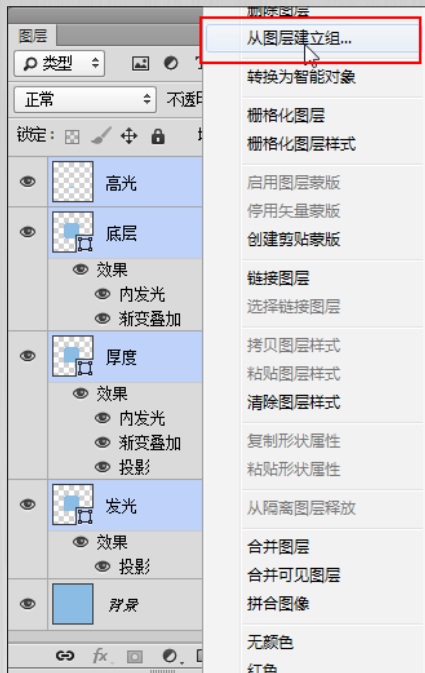 图层
类型
正常
不透明
锁定:
高光
底层
效果
内发光
渐变叠加
厚度
效果
内发光
渐变叠加
投影
发光
效果
投影
背景
fx
删除图层
从图层建立组...
转换为智能对象
栅格化图层
栅格化图层样式
启用图层蒙版
停用矢量蒙版
创建剪贴蒙版
链接图层
选择链接图层
拷贝图层样式
粘贴图层样式
清除图层样式
复制形状属性
粘贴形状属性
从隔离图层释放
合并图层
合并可见图层
拼合图像
无颜色
红色